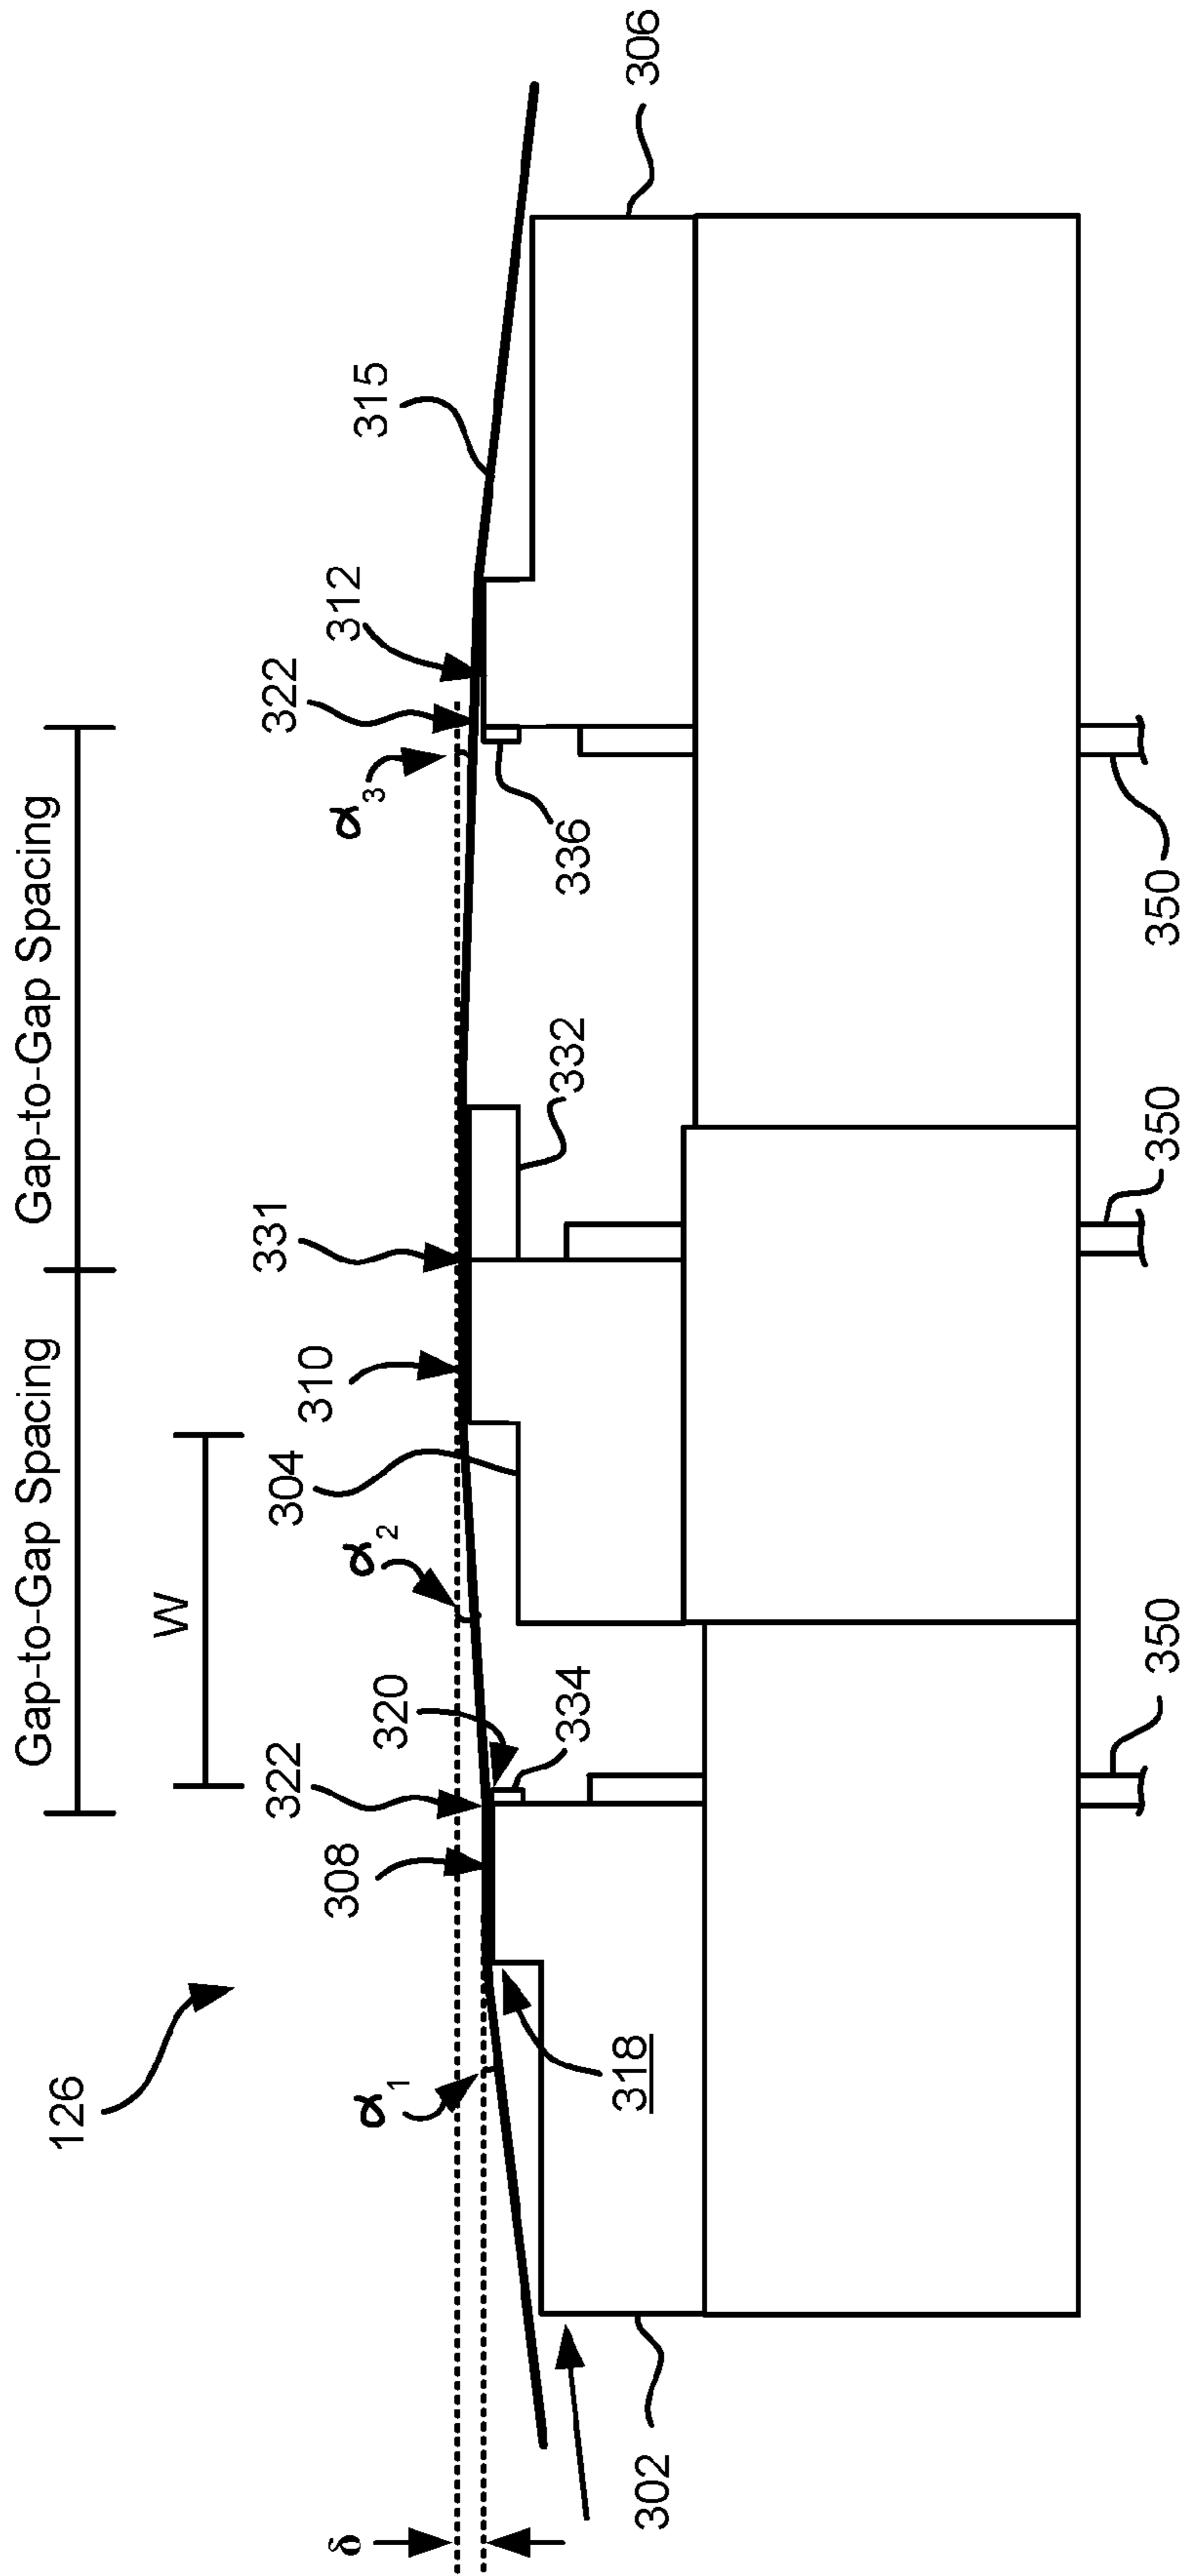 Gap-to-Gap Spacing
Gap-to-Gap Spacing
W
126
δ
α1
308
322
320
334
α2
304
310
331
332
α3
322
312
336
315
306
318
302
350
350
350